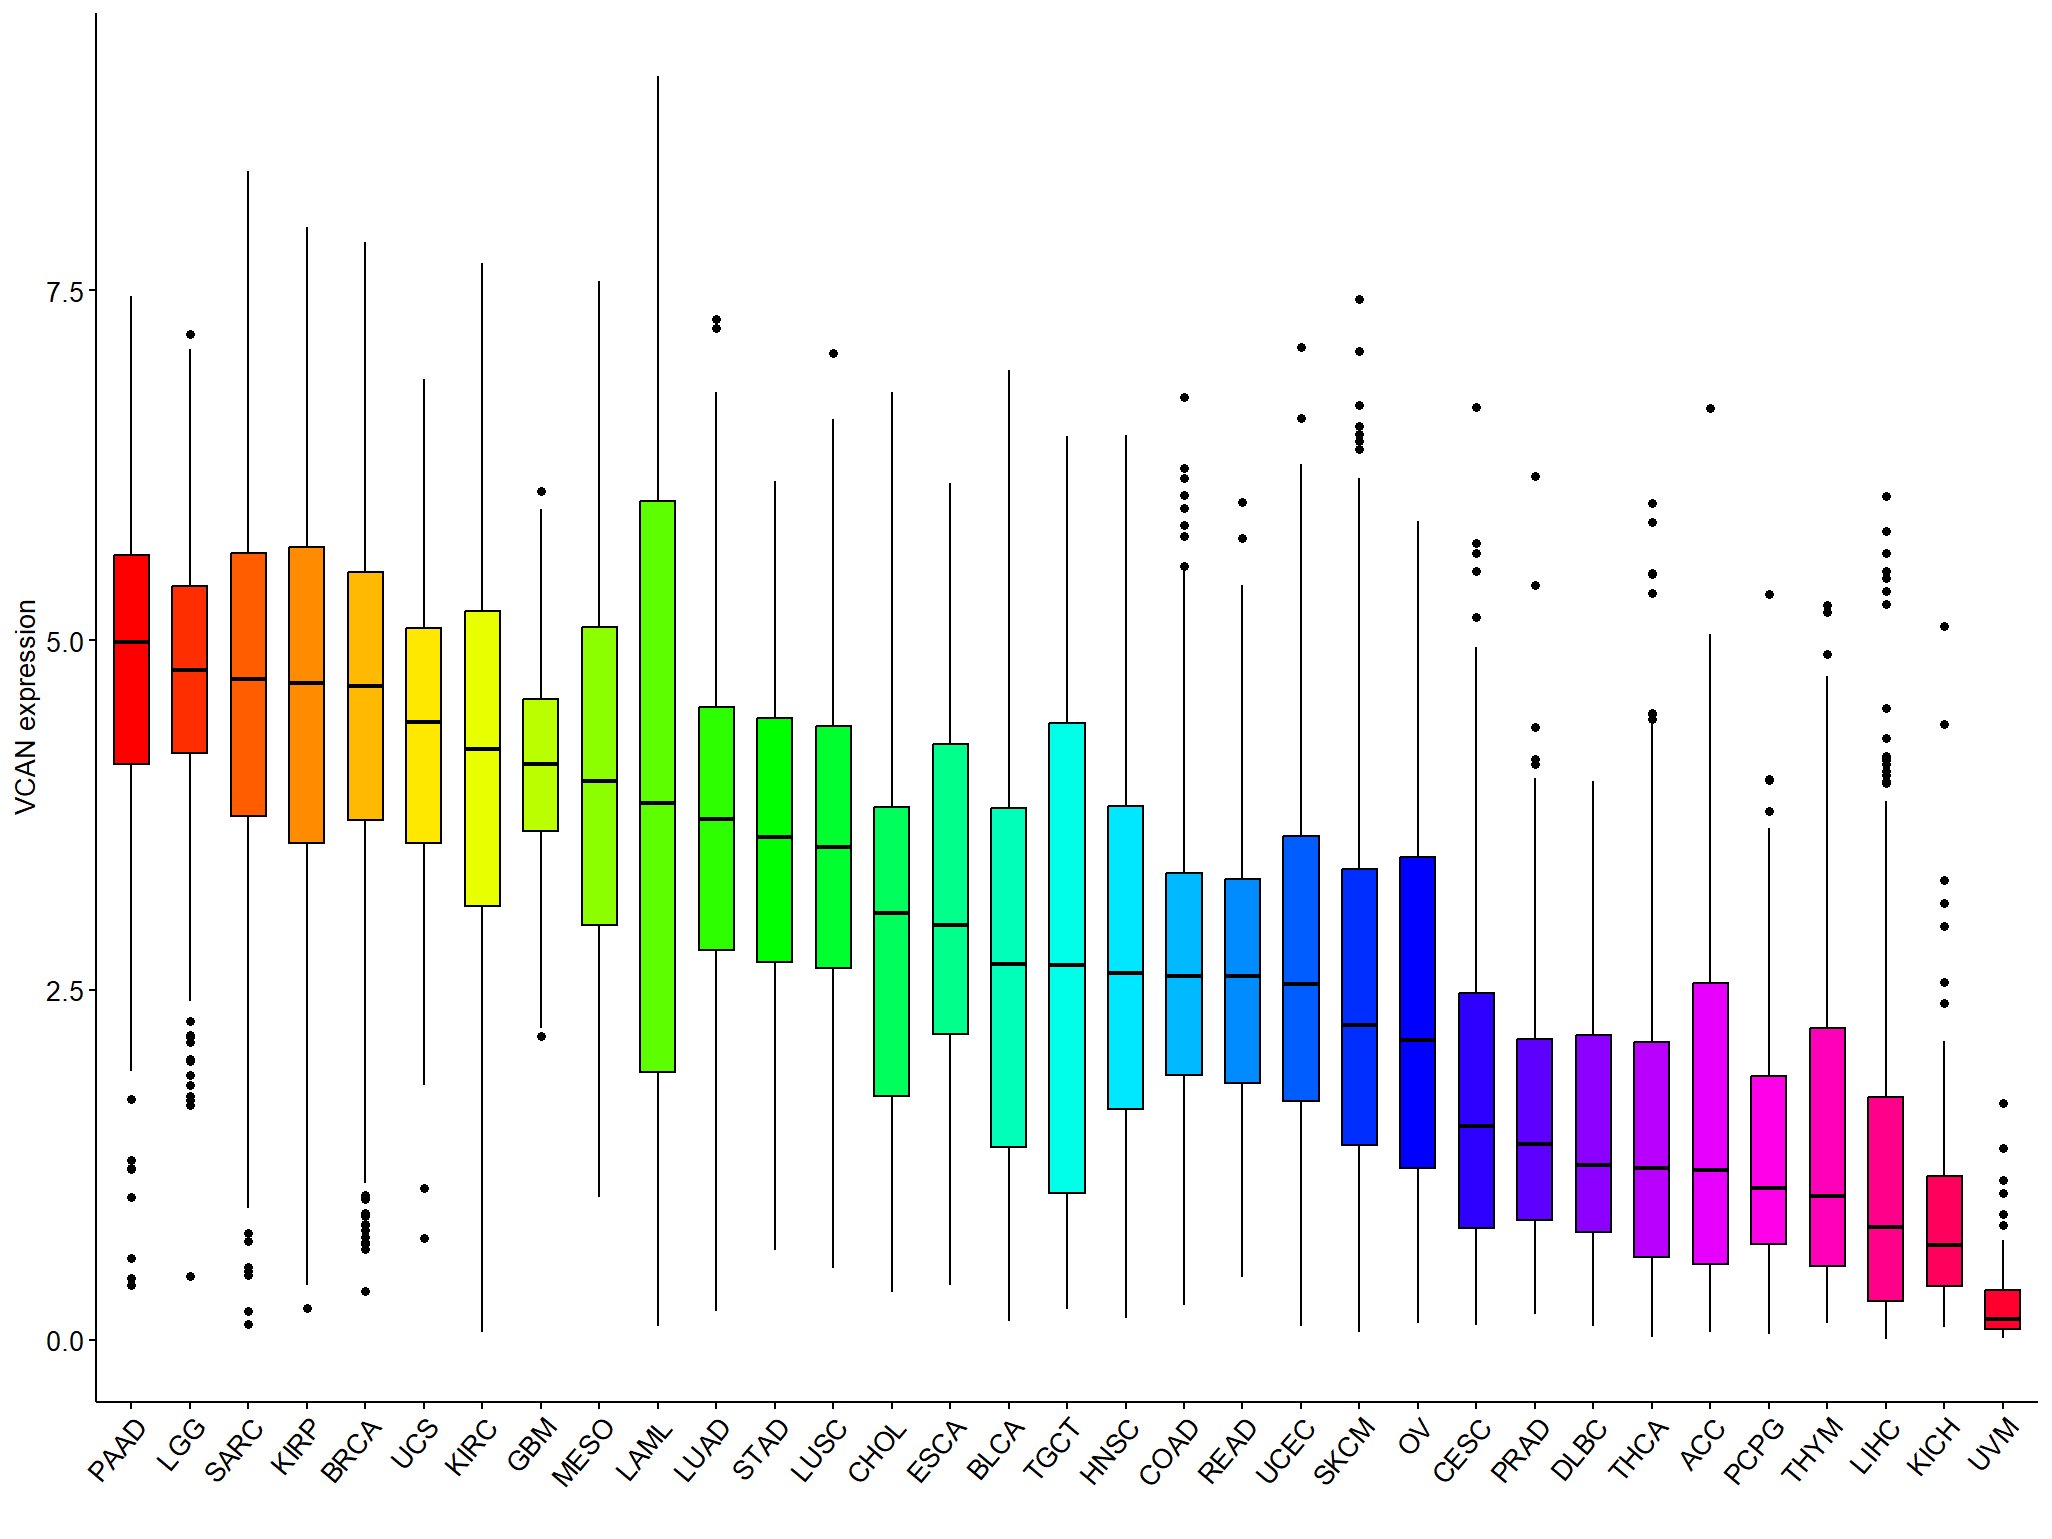 VCAN expression
7.5
5.0
2.5
0.0
PAAD
LGG
SARC
KIRP
BRCA
UCS
KIRC
GBM
MESO
LAML
LUAD
STAD
LUSC
CHOL
ESCA
BLCA
TGCT
HNSC
COAD
READ
UCEC
SKCM
OV
CESC
PRAD
DLBC
THCA
ACC
PCPG
THYM
LIHC
KICH
UVM